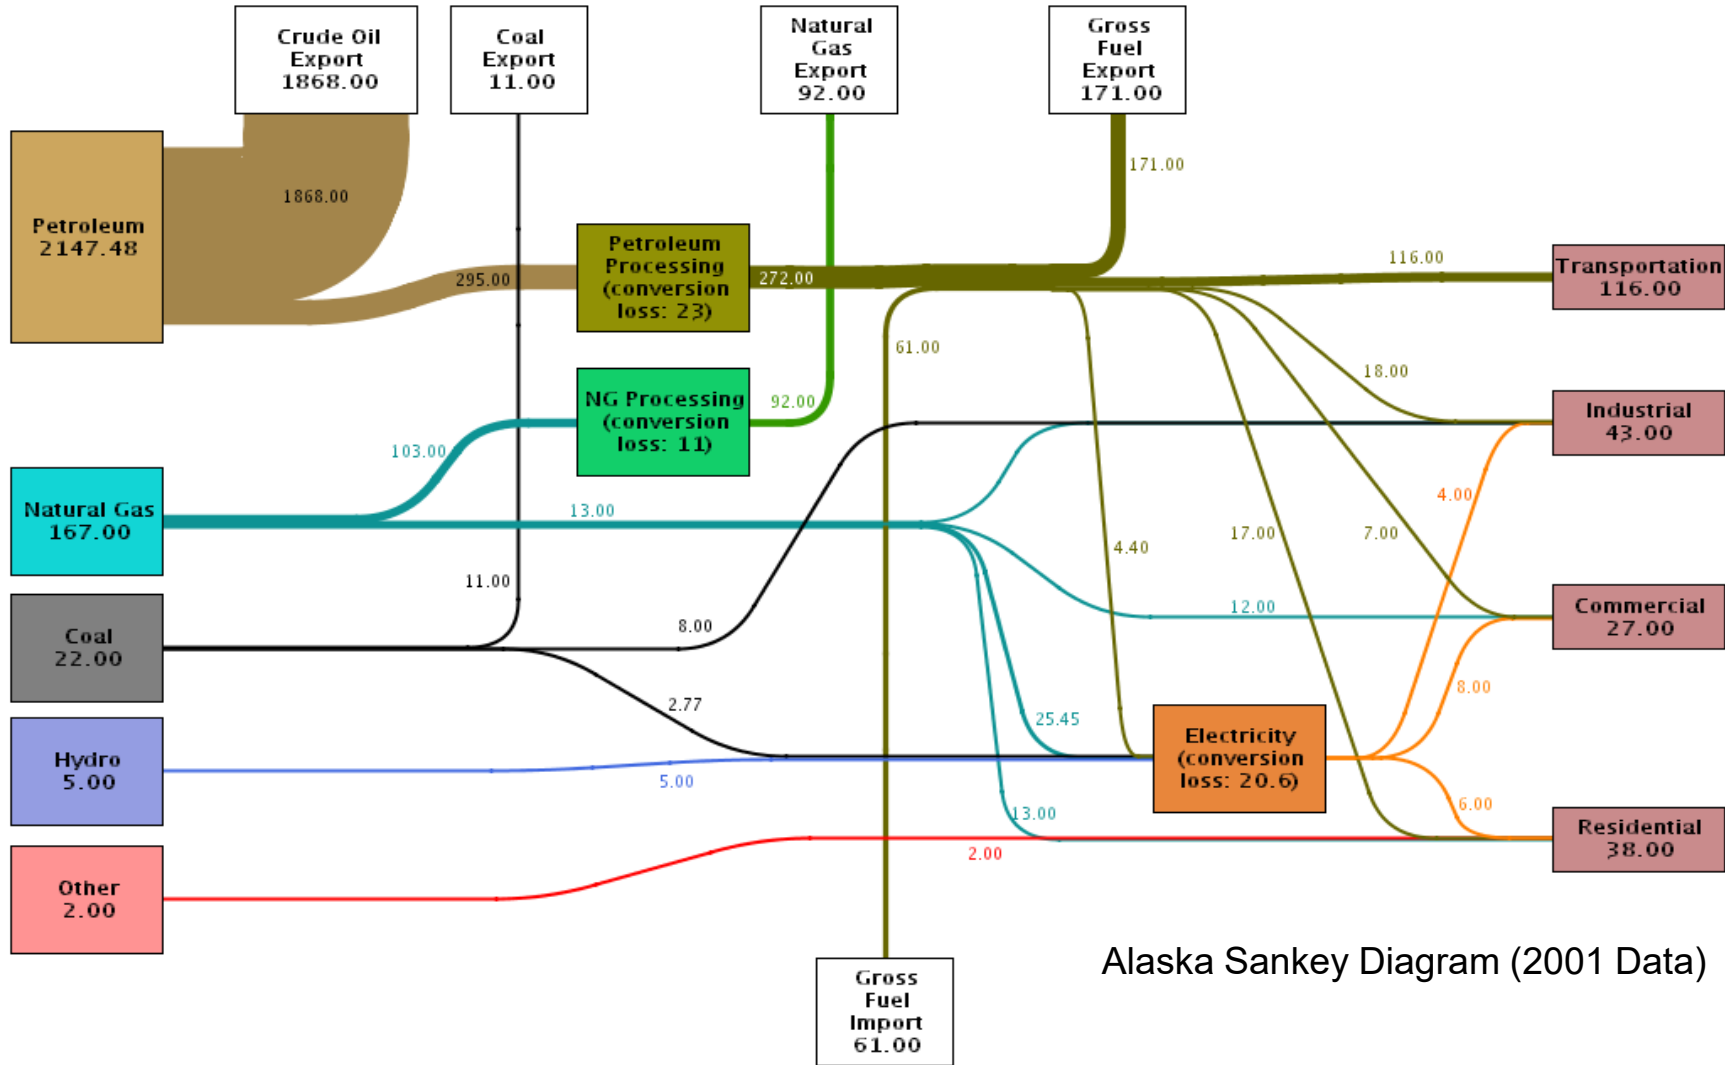 Crude Oil
Export
1868.00
Coal
Export
11.00
Natural
Gas
Export
92.00
Gross
Fuel
Export
171.00
Petroleum
2147.48
1868.00
295.00
Petroleum
Processing
(conversion
loss: 23)
272.00
171.00
116.00
Transportation
116.00
61.00
18.00
NG Processing
(conversion
loss: 11)
92.00
Industrial
43.00
103.00
Natural Gas
167.00
13.00
4.00
4.40
17.00
7.00
11.00
Coal
22.00
8.00
12.00
Commercial
27.00
2.77
25.45
8.00
Hydro
5.00
5.00
Electricity
(conversion
loss: 20.6)
13.00
6.00
Residential
38.00
2.00
Other
2.00
Alaska Sankey Diagram (2001 Data)
Gross
Fuel
Import
61.00